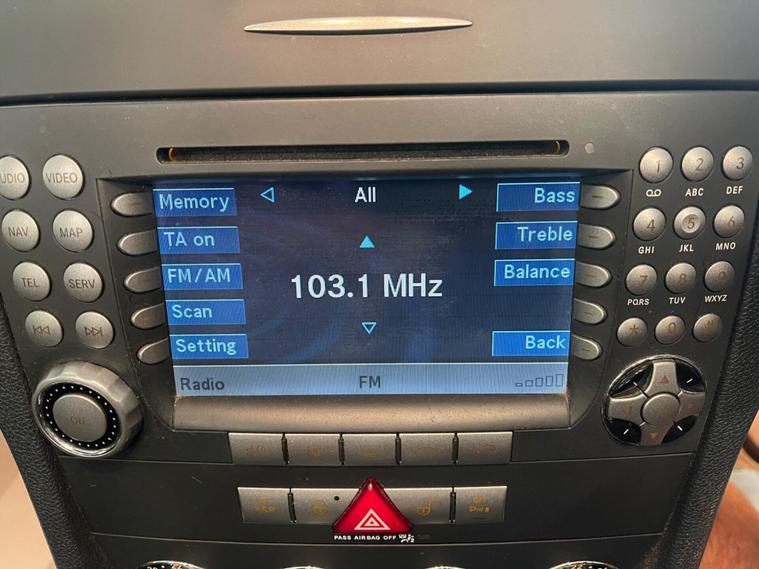 Memory
All
Bass
TA on
Treble
FM/AM
Balance
103.1 MHz
Scan
Setting
Back
Radio
FM
UDIO
VIDEO
NAV
MAP
TEL
SERV
ON
1
2
ABC
3
DEF
4
GHI
5
JKL
6
MNO
7
PQRS
8
TUV
9
WXYZ
*
0
#
PASS AIRBAG OFF